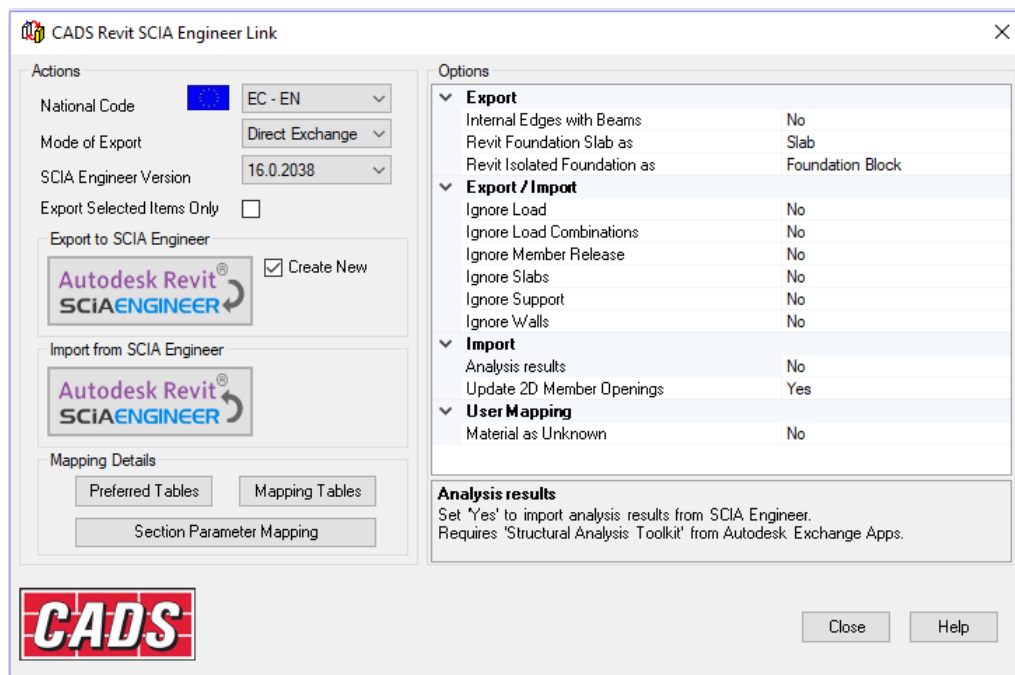 CADS Revit SCIA Engineer Link
Actions
National Code
EC - EN
Mode of Export
Direct Exchange
SCIA Engineer Version
16.0.2038
Export Selected Items Only
Export to SCIA Engineer
Autodesk Revit®
SCiAENGINEER
Create New
Import from SCIA Engineer
Autodesk Revit®
SCiAENGINEER
Mapping Details
Preferred Tables
Mapping Tables
Section Parameter Mapping
Options
Export
Internal Edges with Beams No
Revit Foundation Slab as Slab
Revit Isolated Foundation as Foundation Block
Export / Import
Ignore Load No
Ignore Load Combinations No
Ignore Member Release No
Ignore Slabs No
Ignore Support No
Ignore Walls No
Import
Analysis results No
Update 2D Member Openings Yes
User Mapping
Material as Unknown No
Analysis results
Set 'Yes' to import analysis results from SCIA Engineer.
Requires 'Structural Analysis Toolkit' from Autodesk Exchange Apps.
CADS
Close
Help